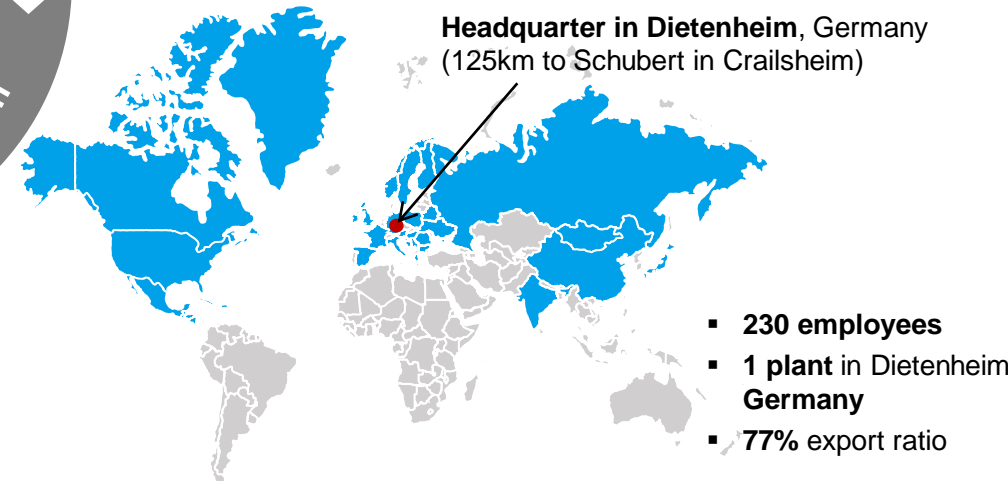 Headquarter in Dietenheim, Germany
(125km to Schubert in Crailsheim)
▪ 230 employees
▪ 1 plant in Dietenheim
Germany
▪ 77% export ratio